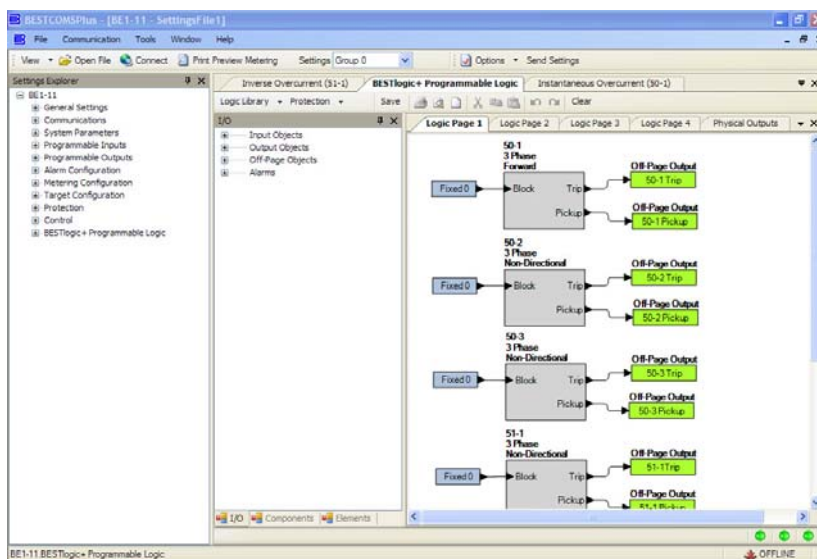 BESTCOMSPlus - [BE1-11 - SettingsFile1]
File Communication Tools Window Help
View Open File Connect Print Preview Metering Settings Group 0 Options Send Settings
Settings Explorer
BE1-11
General Settings
Communications
System Parameters
Programmable Inputs
Programmable Outputs
Alarm Configuration
Metering Configuration
Target Configuration
Protection
Control
BESTlogic+ Programmable Logic
Inverse Overcurrent (51-1) BESTlogic+ Programmable Logic Instantaneous Overcurrent (50-1)
Logic Library Protection Save Clear
I/O
Input Objects
Output Objects
Off-Page Objects
Alarms
I/O Components Elements
Logic Page 1 Logic Page 2 Logic Page 3 Logic Page 4 Physical Outputs
50-1
3 Phase
Forward
Fixed 0
Block
Trip
Pickup
Off-Page Output
50-1 Trip
Off-Page Output
50-1 Pickup
50-2
3 Phase
Non-Directional
Fixed 0
Block
Trip
Pickup
Off-Page Output
50-2 Trip
Off-Page Output
50-2 Pickup
50-3
3 Phase
Non-Directional
Fixed 0
Block
Trip
Pickup
Off-Page Output
50-3 Trip
Off-Page Output
50-3 Pickup
51-1
3 Phase
Non-Directional
Fixed 0
Block
Trip
Pickup
Off-Page Output
51-1 Trip
Off-Page Output
51-1 Pickup
BE1-11 BESTlogic+ Programmable Logic
OFFLINE